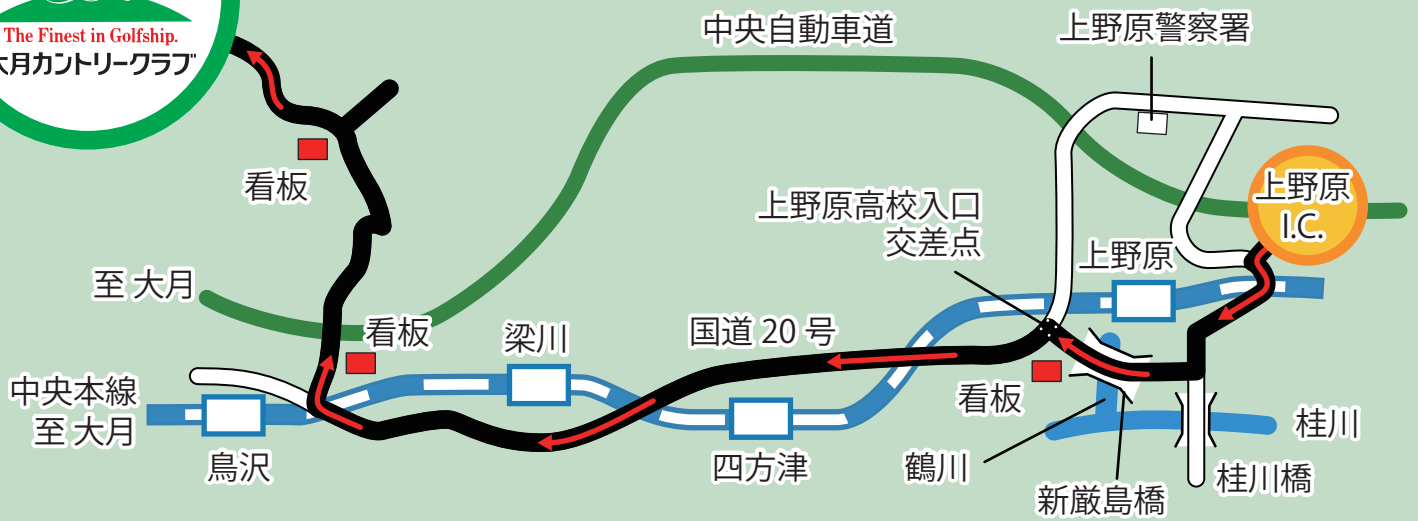 The Finest in Golfship.
大月カントリークラブ
中央自動車道
上野原警察署
看板
上野原高校入口
交差点
上野原
I.C.
上野原
至 大月
看板
梁川
国道 20 号
中央本線
至 大月
看板
鳥沢
四方津
鶴川
新厳島橋
桂川
桂川橋